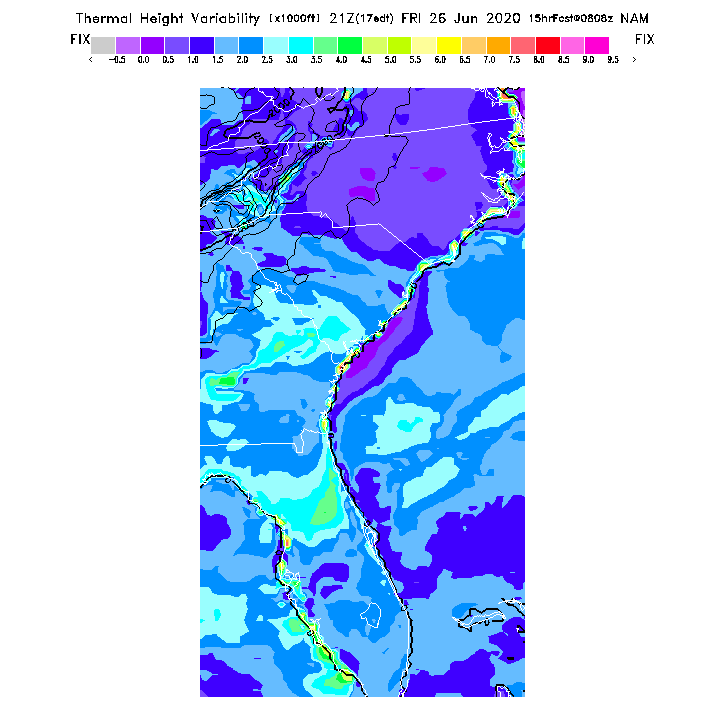 Thermal Height Variability [x1000ft] 21Z(17edt) FRI 26 Jun 2020 15hrFcst@0808z NAM
FIX FIX
< -0.5 0.0 0.5 1.0 1.5 2.0 2.5 3.0 3.5 4.0 4.5 5.0 5.5 6.0 6.5 7.0 7.5 8.0 8.5 9.0 9.5 >